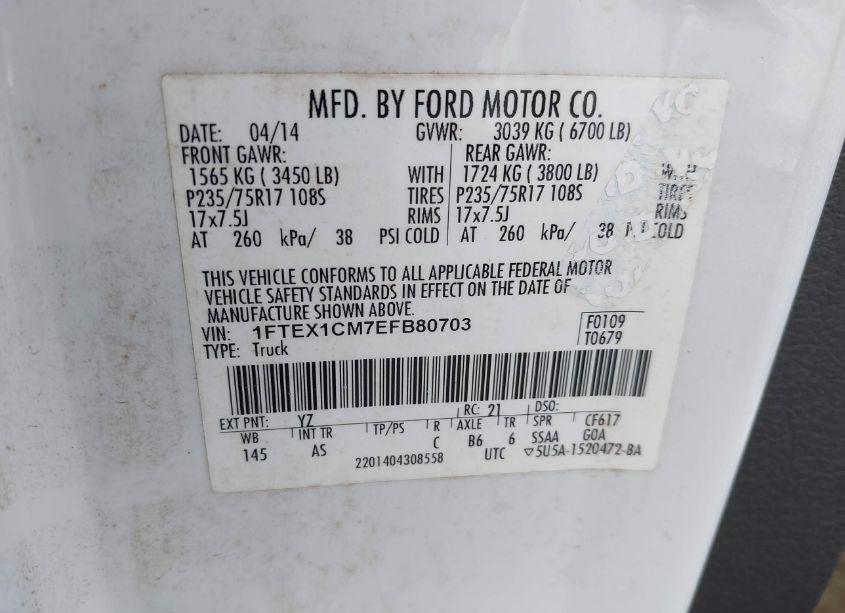 MFD. BY FORD MOTOR CO.
DATE: 04/14 GVWR: 3039 KG ( 6700 LB)
FRONT GAWR: REAR GAWR:
1565 KG ( 3450 LB) WITH 1724 KG ( 3800 LB) WITH
P235/75R17 108S TIRES P235/75R17 108S TIRES
17x7.5J RIMS 17x7.5J RIMS
AT 260 kPa/ 38 PSI COLD AT 260 kPa/ 38 COLD
THIS VEHICLE CONFORMS TO ALL APPLICABLE FEDERAL MOTOR
VEHICLE SAFETY STANDARDS IN EFFECT ON THE DATE OF
MANUFACTURE SHOWN ABOVE.
VIN: 1FTEX1CM7EFB80703 F0109
TYPE: Truck T0679
EXT PNT: YZ RC: 21 DSO:
WB INT TR TP/PS R AXLE TR SPR CF617
145 AS C B6 6 SSAA GOA
2201404308558 UTC ▽5U5A-1520472-BA